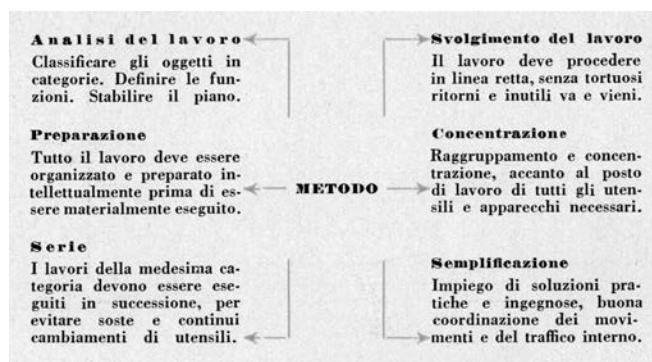 Analisi del lavoro
Classificare gli oggetti in
categorie. Definire le fun-
zioni. Stabilire il piano.
Preparazione
Tutto il lavoro deve essere
organizzato e preparato in-
tellettualmente prima di es-
sere materialmente eseguito.
Serie
I lavori della medesima ca-
tegoria devono essere ese-
guiti in successione, per
evitare soste e continui
cambiamenti di utensili.
METODO
Svolgimento del lavoro
Il lavoro deve procedere
in linea retta, senza tortuosi
ritorni e inutili va e vieni.
Concentrazione
Raggruppamento e concen-
trazione, accanto al posto
di lavoro di tutti gli uten-
sili e apparecchi necessari.
Semplificazione
Impiego di soluzioni pra-
tiche e ingegnose, buona
coordinazione dei movi-
menti e del traffico interno.